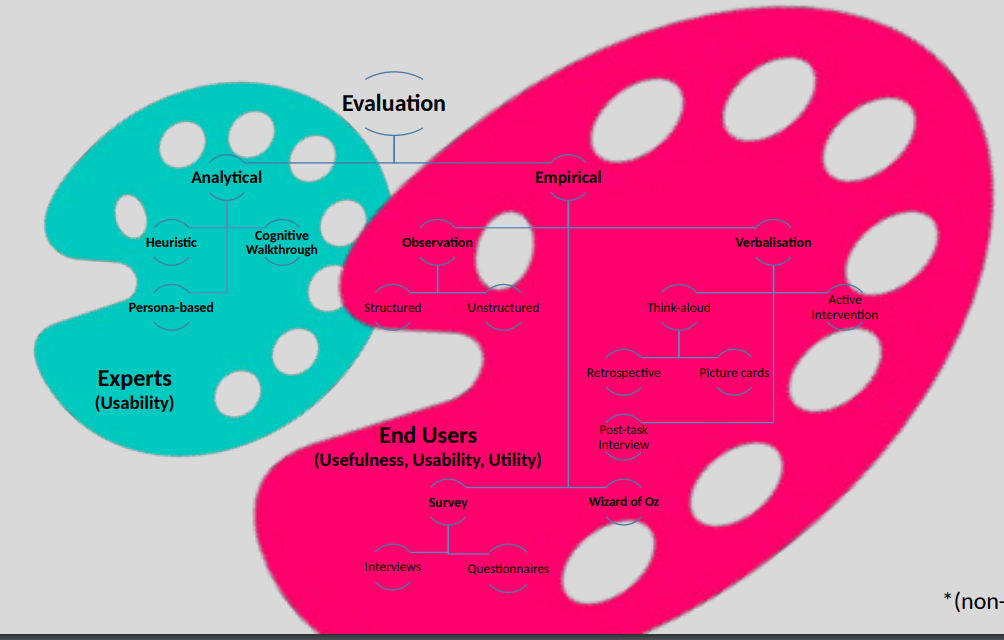 Evaluation
Analytical
Empirical
Heuristic
Cognitive
Walkthrough
Observation
Verbalisation
Persona-based
Structured
Unstructured
Think-aloud
Active
Intervention
Retrospective
Picture cards
Experts
(Usability)
Post-task
Interview
End Users
(Usefulness, Usability, Utility)
Survey
Wizard of Oz
Interviews
Questionnaires
*(non-